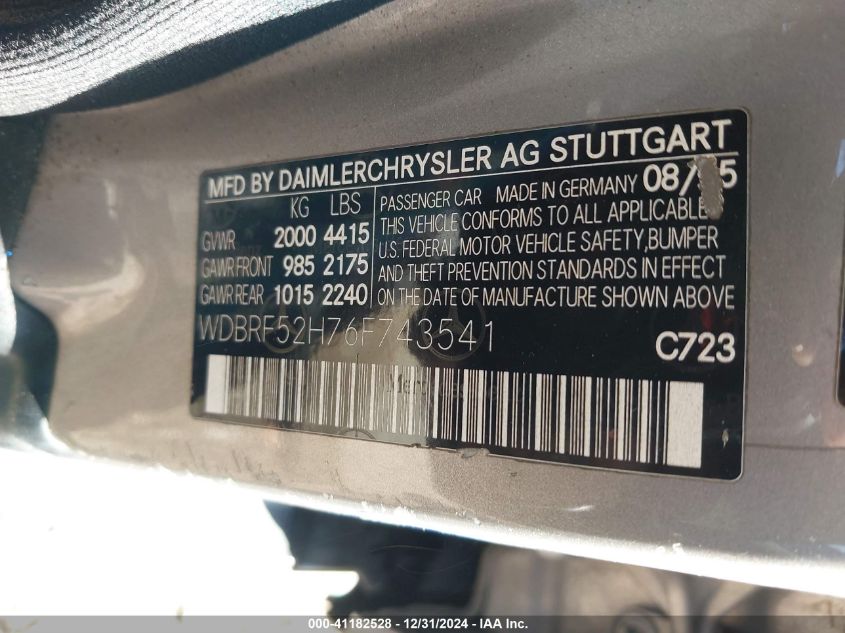 MFD BY DAIMLERCHRYSLER AG STUTTGART
KG LBS
GVWR 2000 4415
GAWR FRONT 985 2175
GAWR REAR 1015 2240
PASSENGER CAR MADE IN GERMANY
THIS VEHICLE CONFORMS TO ALL APPLICABLE
U.S. FEDERAL MOTOR VEHICLE SAFETY, BUMPER
AND THEFT PREVENTION STANDARDS IN EFFECT
ON THE DATE OF MANUFACTURE SHOWN ABOVE
WDBRF52H76F743541
C723
000-41182528 - 12/31/2024 - IAA Inc.